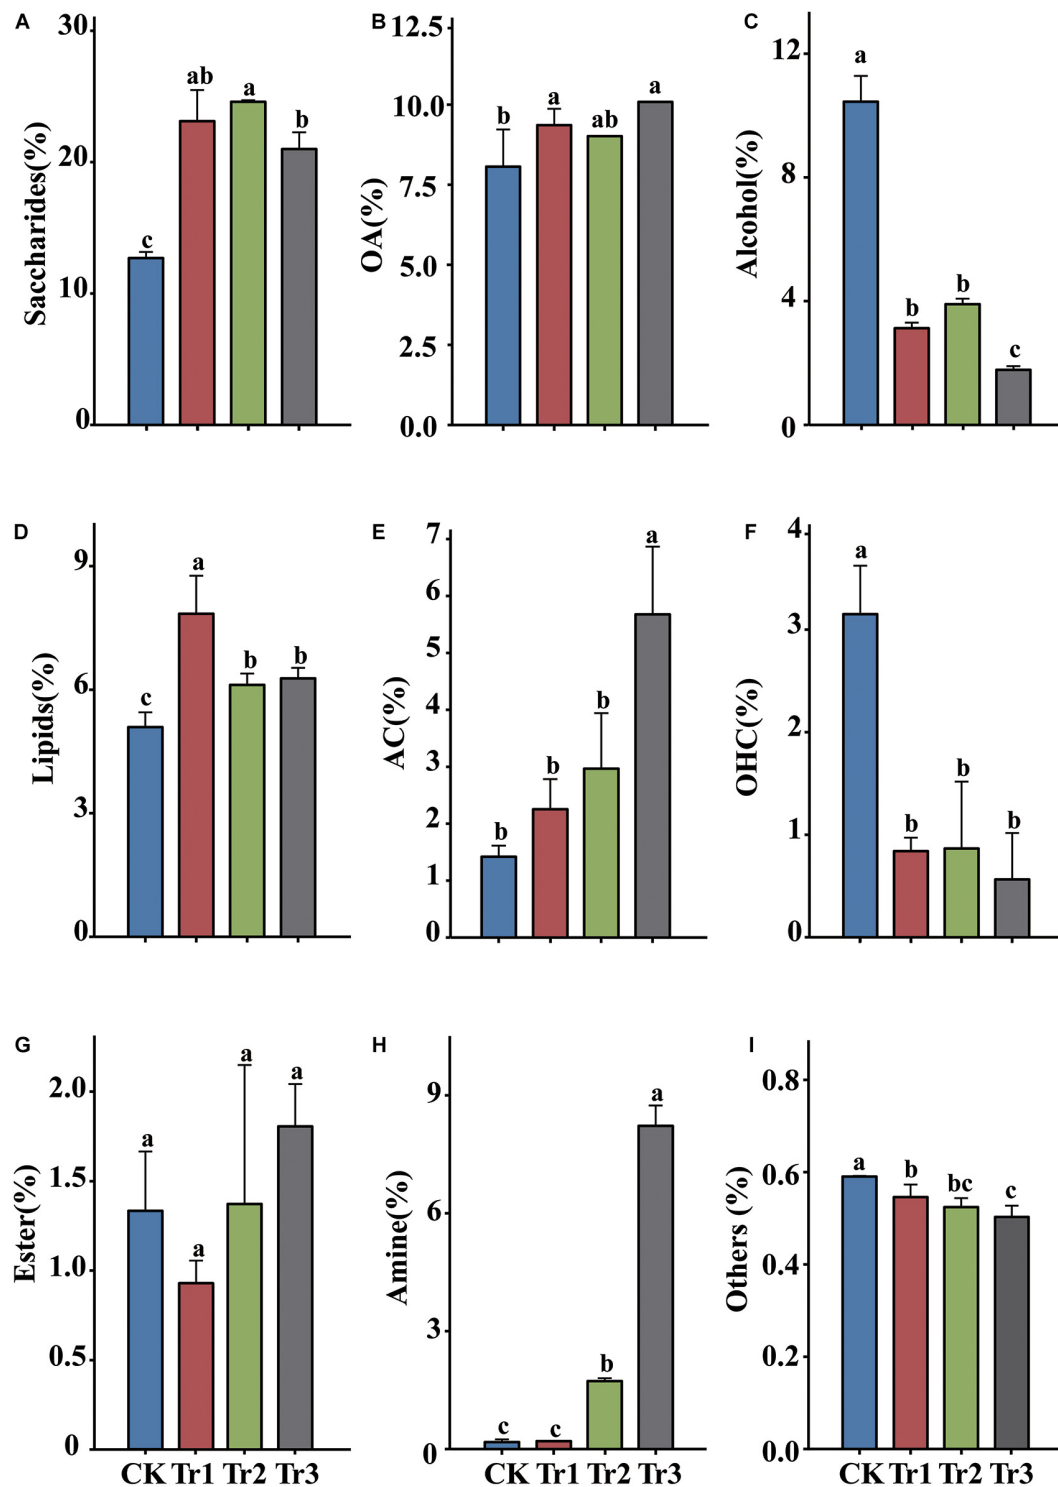 A
Saccharides(%)
30
20
10
0
c
ab
a
b
B
OA(%)
12.5
10.0
7.5
5.0
2.5
0.0
b
a
ab
a
C
Alcohol(%)
12
8
4
0
a
b
b
c
D
Lipids(%)
9
6
3
0
c
a
b
b
E
AC(%)
7
6
5
4
3
2
1
0
b
b
b
a
F
OHC(%)
4
3
2
1
0
a
b
b
b
G
Ester(%)
2.0
1.5
1.0
0.5
0
a
a
a
a
CK Tr1 Tr2 Tr3
H
Amine(%)
9
6
3
0
c
c
b
a
CK Tr1 Tr2 Tr3
I
Others (%)
0.8
0.6
0.4
0.2
0.0
a
b
bc
c
CK Tr1 Tr2 Tr3